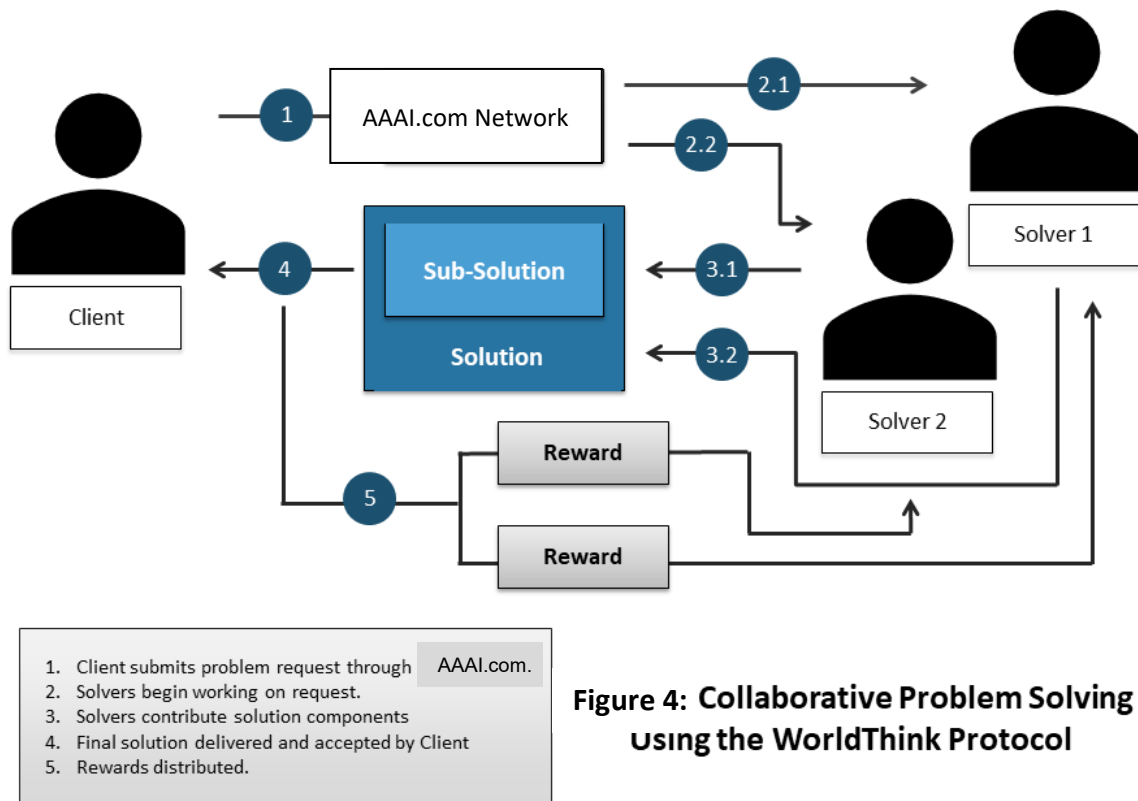 1
AAAI.com Network
2.1
2.2
Solver 1
Client
4
Sub-Solution
3.1
Solution
3.2
Solver 2
Reward
5
Reward
1. Client submits problem request through AAAI.com.
2. Solvers begin working on request.
3. Solvers contribute solution components
4. Final solution delivered and accepted by Client
5. Rewards distributed.
Figure 4: Collaborative Problem Solving
Using the WorldThink Protocol